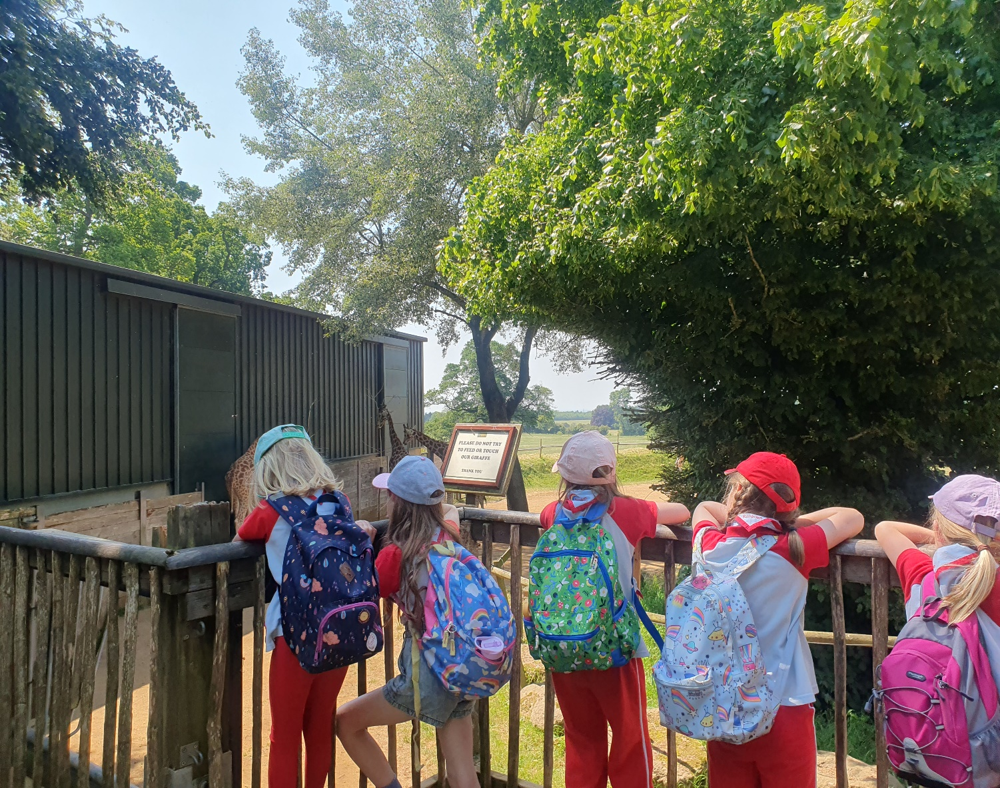 PLEASE DO NOT TRY
TO FEED OR TOUCH
OUR GIRAFFE
THANK YOU